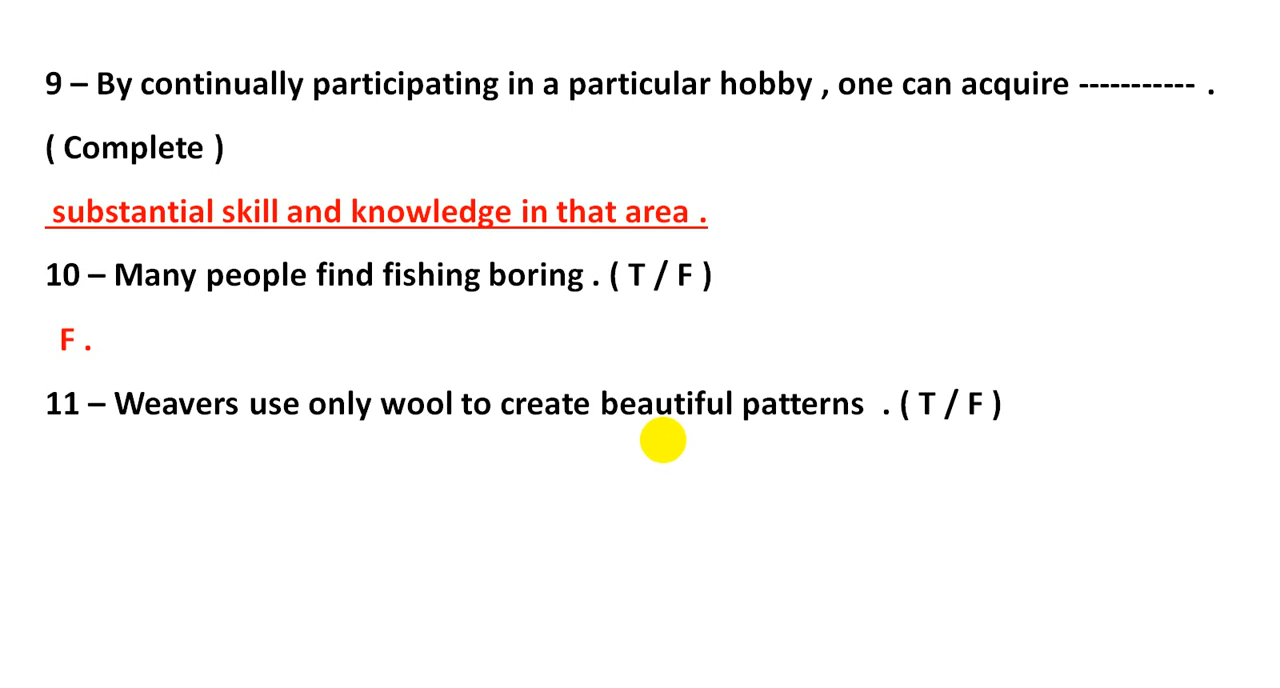 9 – By continually participating in a particular hobby , one can acquire ----------- .
( Complete )
substantial skill and knowledge in that area .
10 – Many people find fishing boring . ( T / F )
F .
11 – Weavers use only wool to create beautiful patterns  . ( T / F )